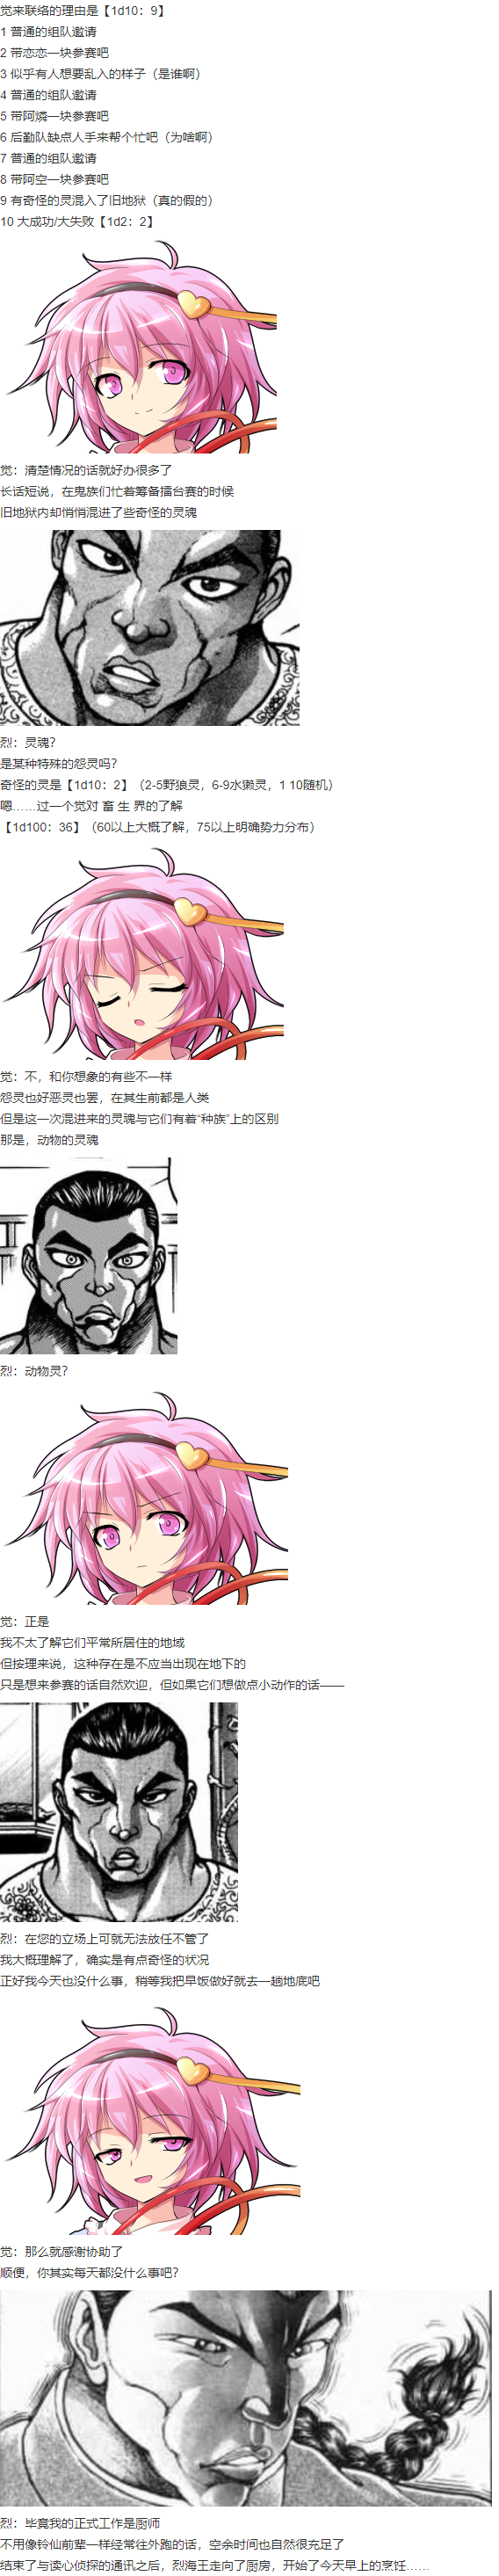 觉来联络的理由是【1d10：9】
1 普通的组队邀请
2 带恋恋一块参赛吧
3 似乎有人想要乱入的样子（是谁啊）
4 普通的组队邀请
5 带阿燐一块参赛吧
6 后勤队缺点人手来帮个忙吧（为啥啊）
7 普通的组队邀请
8 带阿空一块参赛吧
9 有奇怪的灵混入了旧地狱（真的假的）
10 大成功/大失败【1d2：2】
觉：清楚情况的话就好办很多了
长话短说，在鬼族们忙着筹备擂台赛的时候
旧地狱内却悄悄混进了些奇怪的灵魂
烈：灵魂？
是某种特殊的怨灵吗？
奇怪的灵是【1d10：2】（2-5野狼灵，6-9水獭灵，1 10随机）
嗯……过一个觉对 畜 生 界的了解
【1d100：36】（60以上大概了解，75以上明确势力分布）
觉：不，和你想象的有些不一样
怨灵也好恶灵也罢，在其生前都是人类
但是这一次混进来的灵魂与它们有着“种族”上的区别
那是，动物的灵魂
烈：动物灵？
觉：正是
我不太了解它们平常所居住的地域
但按理来说，这种存在是不应当出现在地下的
只是想来参赛的话自然欢迎，但如果它们想做点小动作的话——
烈：在您的立场上可就无法放任不管了
我大概理解了，确实是有点奇怪的状况
正好我今天也没什么事，稍等我把早饭做好就去一趟地底吧
觉：那么就感谢协助了
顺便，你其实每天都没什么事吧？
烈：毕竟我的正式工作是厨师
不用像铃仙前辈一样经常往外跑的话，空余时间也自然很充足了
结束了与读心侦探的通讯之后，烈海王走向了厨房，开始了今天早上的烹饪……